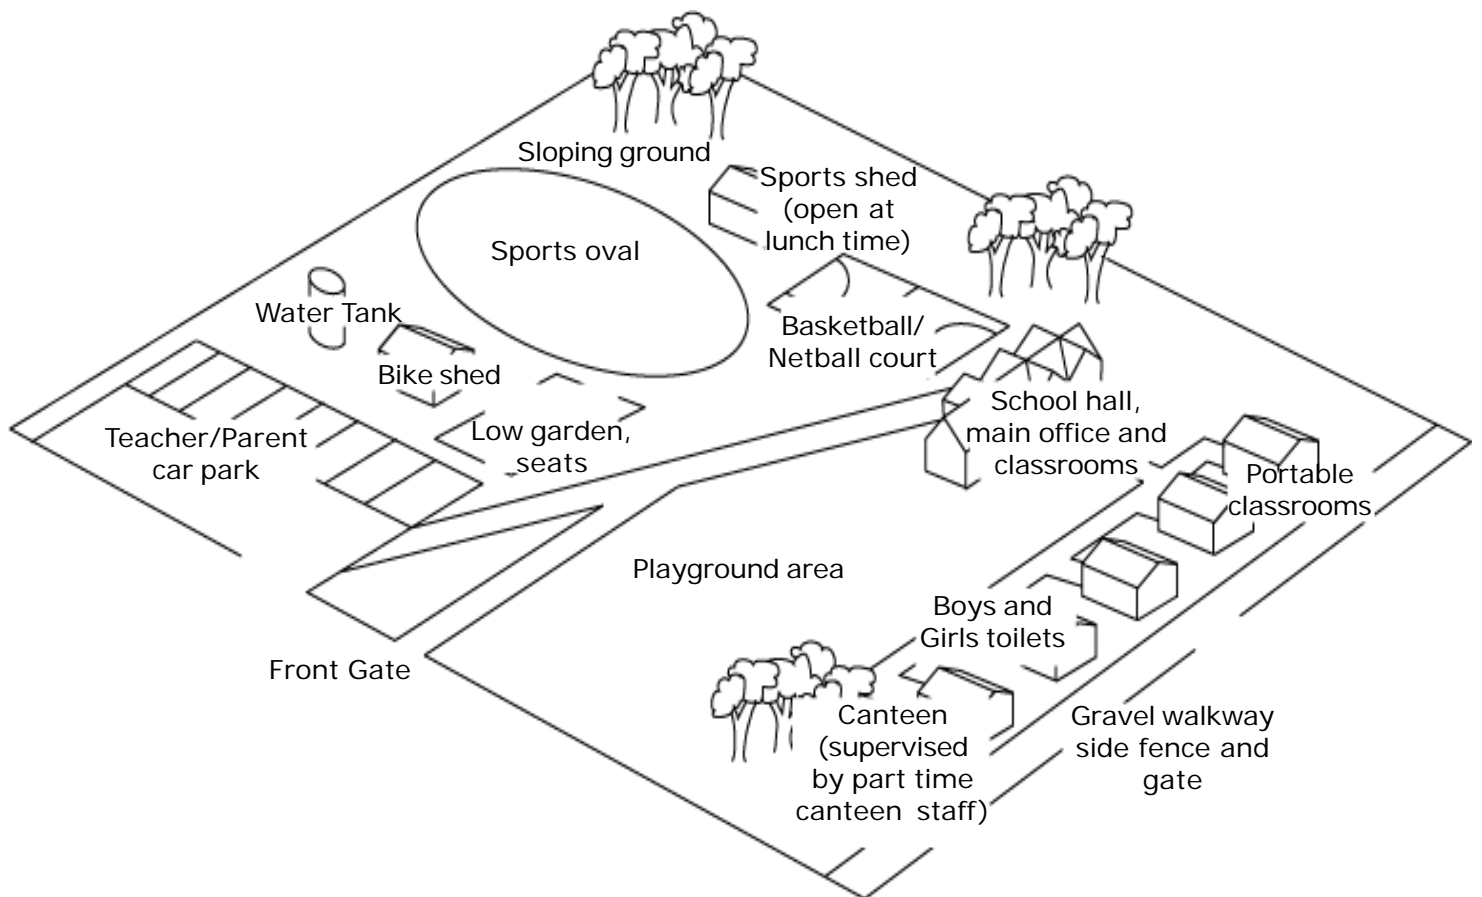 Sloping ground
Sports shed
(open at
lunch time)
Sports oval
Water Tank
Basketball/
Netball court
Bike shed
School hall,
main office and
classrooms
Low garden,
seats
Teacher/Parent
car park
Portable
classrooms
Playground area
Boys and
Girls toilets
Front Gate
Canteen
(supervised
by part time
canteen staff)
Gravel walkway
side fence and
gate